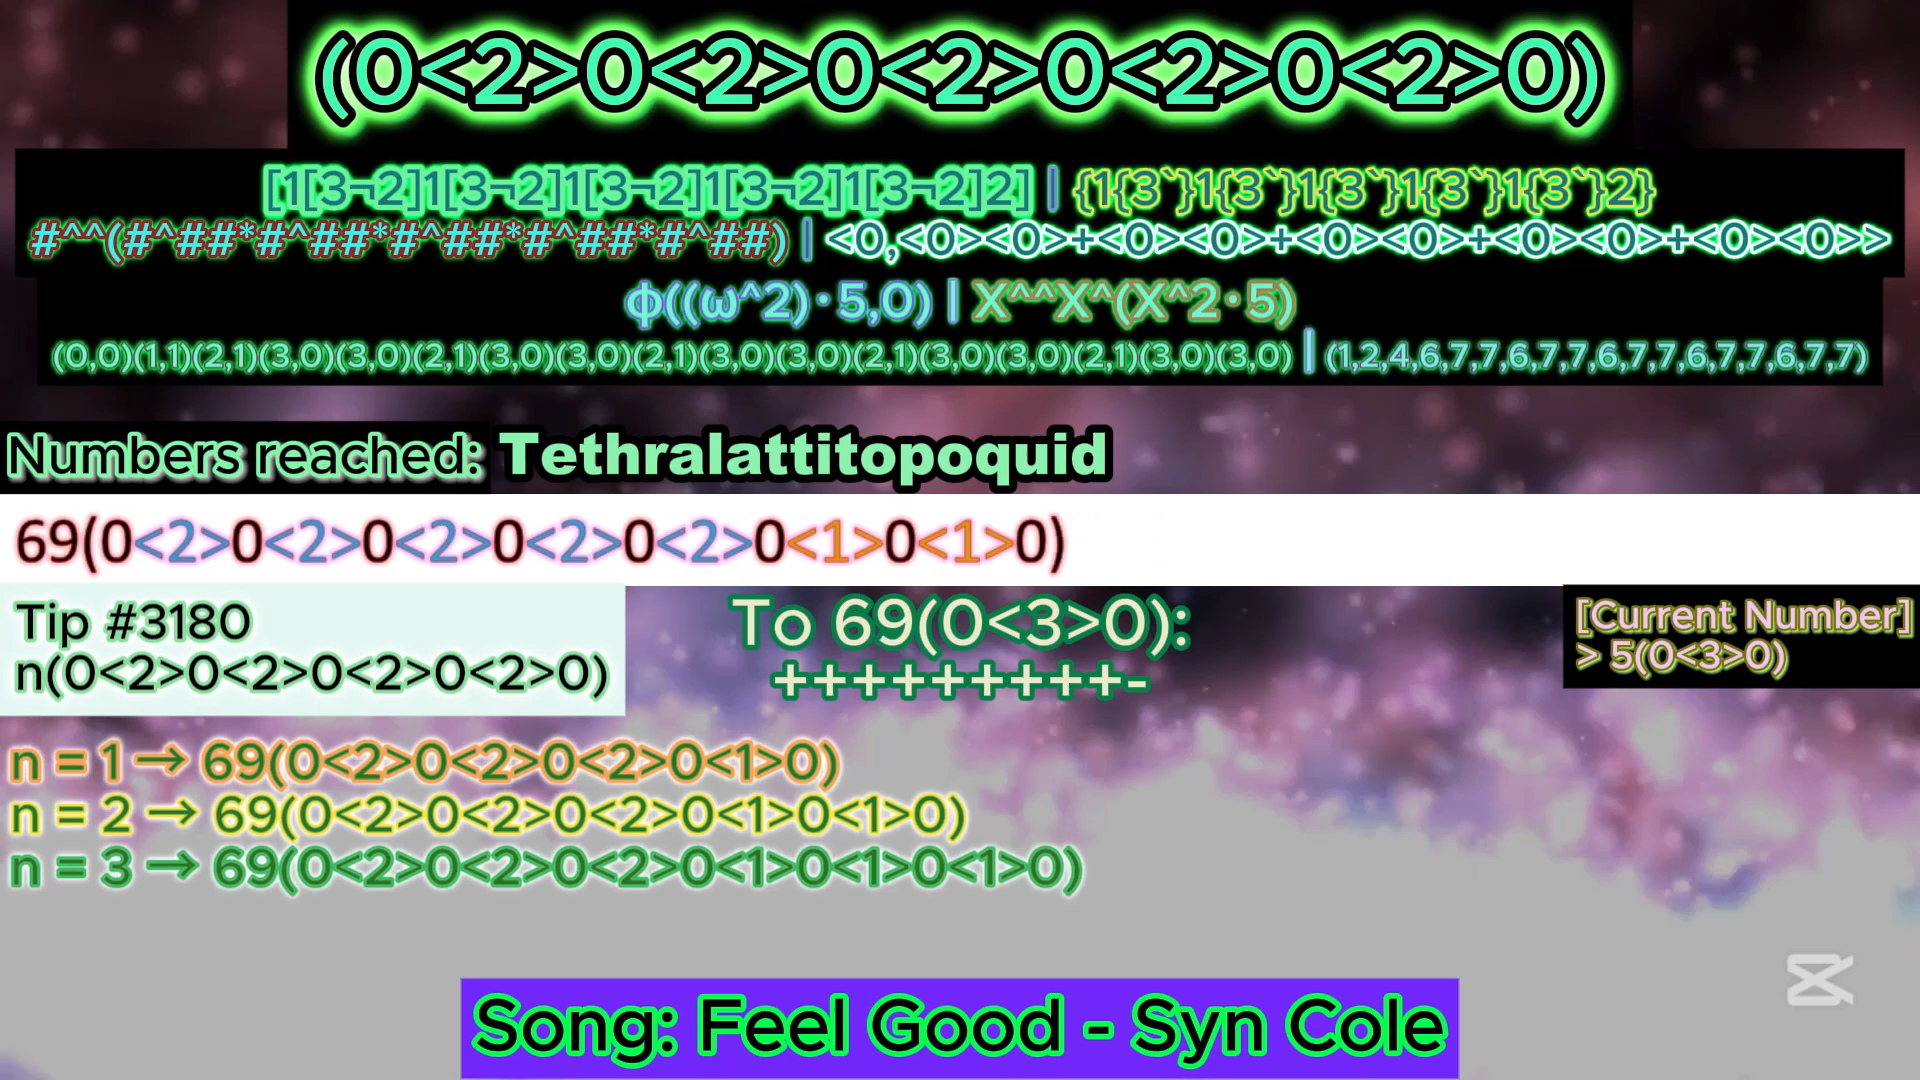 (0<2>0<2>0<2>0<2>0<2>0)
[1[3¬2]1[3¬2]1[3¬2]1[3¬2]1[3¬2]2] | {1{3`}1{3`}1{3`}1{3`}1{3`}2}
#^^(#^##*#^##*#^##*#^##*#^##) | <0,<0><0>+<0><0>+<0><0>+<0><0>+<0><0>>
φ((ω^2)·5,0) | X^^X^(X^2·5)
(0,0)(1,1)(2,1)(3,0)(3,0)(2,1)(3,0)(3,0)(2,1)(3,0)(3,0)(2,1)(3,0)(3,0)(2,1)(3,0)(3,0) | (1,2,4,6,7,7,6,7,7,6,7,7,6,7,7,6,7,7)
Numbers reached: Tethralattitopoquid
69(0<2>0<2>0<2>0<2>0<2>0<1>0<1>0)
Tip #3180
n(0<2>0<2>0<2>0<2>0)
To 69(0<3>0):
+++++++++-
[Current Number]
> 5(0<3>0)
n = 1 → 69(0<2>0<2>0<2>0<1>0)
n = 2 → 69(0<2>0<2>0<2>0<1>0<1>0)
n = 3 → 69(0<2>0<2>0<2>0<1>0<1>0<1>0)
Song: Feel Good - Syn Cole